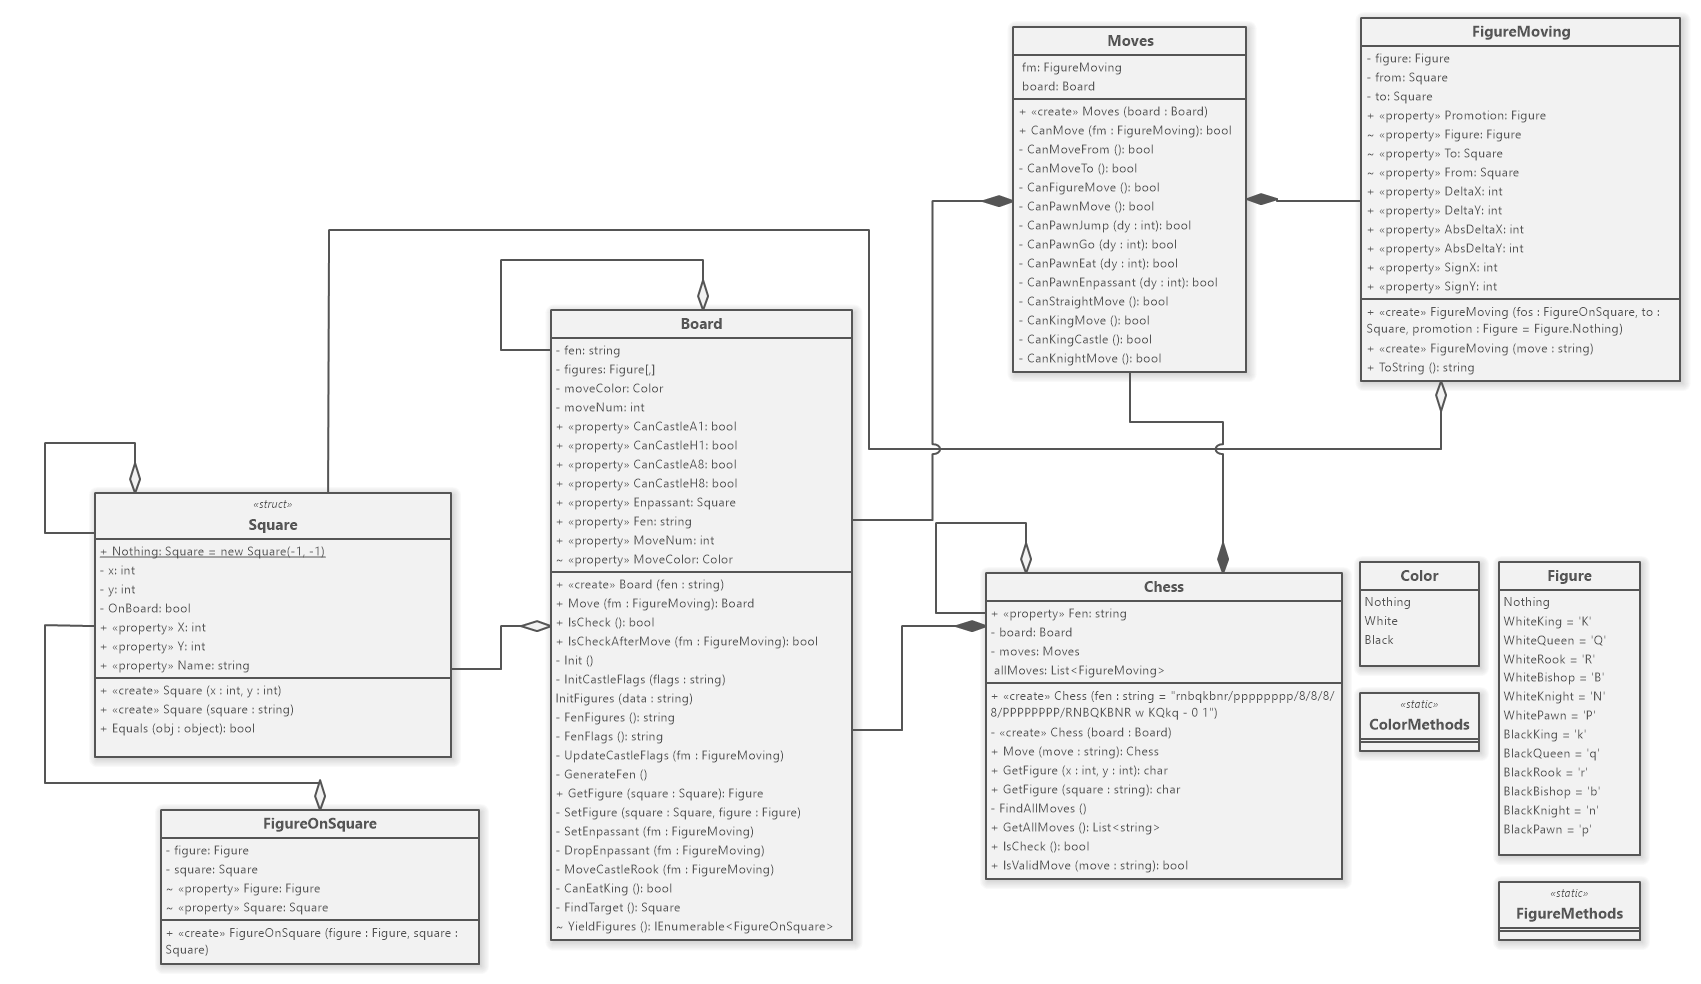 Moves
fm: FigureMoving
board: Board
+ «create» Moves (board : Board)
+ CanMove (fm : FigureMoving): bool
- CanMoveFrom (): bool
- CanMoveTo (): bool
- CanFigureMove (): bool
- CanPawnMove (): bool
- CanPawnJump (dy : int): bool
- CanPawnGo (dy : int): bool
- CanPawnEat (dy : int): bool
- CanPawnEnpassant (dy : int): bool
- CanStraightMove (): bool
- CanKingMove (): bool
- CanKingCastle (): bool
- CanKnightMove (): bool
FigureMoving
- figure: Figure
- from: Square
- to: Square
+ «property» Promotion: Figure
~ «property» Figure: Figure
~ «property» To: Square
~ «property» From: Square
+ «property» DeltaX: int
+ «property» DeltaY: int
+ «property» AbsDeltaX: int
+ «property» AbsDeltaY: int
+ «property» SignX: int
+ «property» SignY: int
+ «create» FigureMoving (fos : FigureOnSquare, to :
Square, promotion : Figure = Figure.Nothing)
+ «create» FigureMoving (move : string)
+ ToString (): string
Board
- fen: string
- figures: Figure[,]
- moveColor: Color
- moveNum: int
+ «property» CanCastleA1: bool
+ «property» CanCastleH1: bool
+ «property» CanCastleA8: bool
+ «property» CanCastleH8: bool
+ «property» Enpassant: Square
+ «property» Fen: string
+ «property» MoveNum: int
~ «property» MoveColor: Color
+ «create» Board (fen : string)
+ Move (fm : FigureMoving): Board
+ IsCheck (): bool
+ IsCheckAfterMove (fm : FigureMoving): bool
- Init ()
- InitCastleFlags (flags : string)
InitFigures (data : string)
- FenFigures (): string
- FenFlags (): string
- UpdateCastleFlags (fm : FigureMoving)
- GenerateFen ()
+ GetFigure (square : Square): Figure
- SetFigure (square : Square, figure : Figure)
- SetEnpassant (fm : FigureMoving)
- DropEnpassant (fm : FigureMoving)
- MoveCastleRook (fm : FigureMoving)
- CanEatKing (): bool
- FindTarget (): Square
~ YieldFigures (): IEnumerable<FigureOnSquare>
«struct»
Square
+ Nothing: Square = new Square(-1, -1)
- x: int
- y: int
- OnBoard: bool
+ «property» X: int
+ «property» Y: int
+ «property» Name: string
+ «create» Square (x : int, y : int)
+ «create» Square (square : string)
+ Equals (obj : object): bool
FigureOnSquare
- figure: Figure
- square: Square
~ «property» Figure: Figure
~ «property» Square: Square
+ «create» FigureOnSquare (figure : Figure, square :
Square)
Chess
+ «property» Fen: string
- board: Board
- moves: Moves
allMoves: List<FigureMoving>
+ «create» Chess (fen : string = "rnbqkbnr/pppppppp/8/8/8/
8/PPPPPPPP/RNBQKBNR w KQkq - 0 1")
- «create» Chess (board : Board)
+ Move (move : string): Chess
+ GetFigure (x : int, y : int): char
+ GetFigure (square : string): char
- FindAllMoves ()
+ GetAllMoves (): List<string>
+ IsCheck (): bool
+ IsValidMove (move : string): bool
Color
Nothing
White
Black
«static»
ColorMethods
Figure
Nothing
WhiteKing = 'K'
WhiteQueen = 'Q'
WhiteRook = 'R'
WhiteBishop = 'B'
WhiteKnight = 'N'
WhitePawn = 'P'
BlackKing = 'k'
BlackQueen = 'q'
BlackRook = 'r'
BlackBishop = 'b'
BlackKnight = 'n'
BlackPawn = 'p'
«static»
FigureMethods